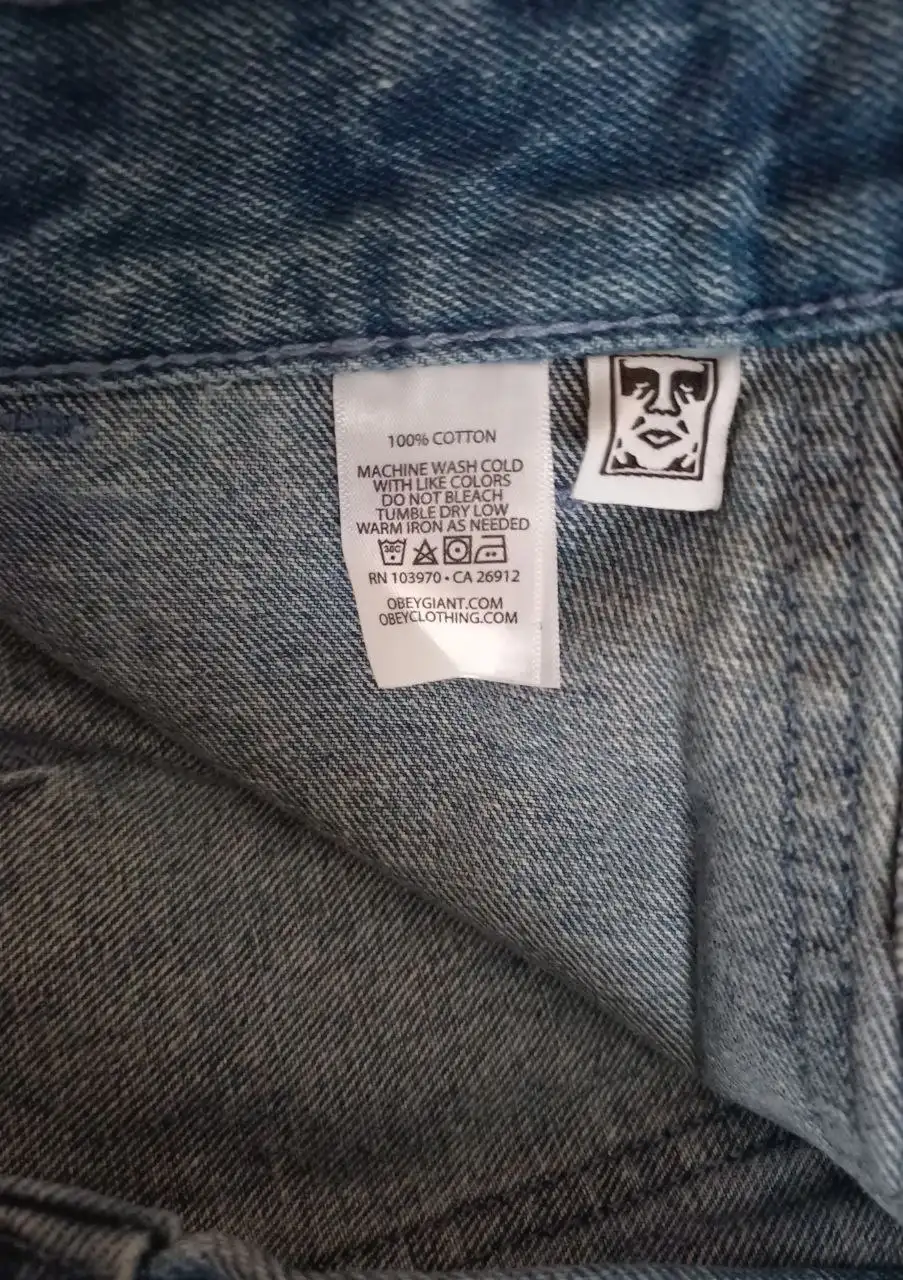 100% COTTON
MACHINE WASH COLD
WITH LIKE COLORS
DO NOT BLEACH
TUMBLE DRY LOW
WARM IRON AS NEEDED
30C
RN 103970 • CA 26912
OBEYGIANT.COM
OBEYCLOTHING.COM